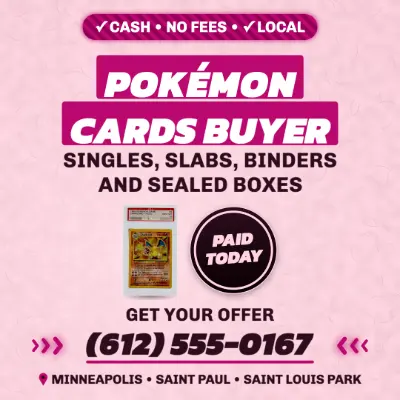 ✓CASH • NO FEES • ✓LOCAL
POKÉMON
CARDS BUYER
SINGLES, SLABS, BINDERS
AND SEALED BOXES
PAID
TODAY
GET YOUR OFFER
(612) 555-0167
MINNEAPOLIS • SAINT PAUL • SAINT LOUIS PARK